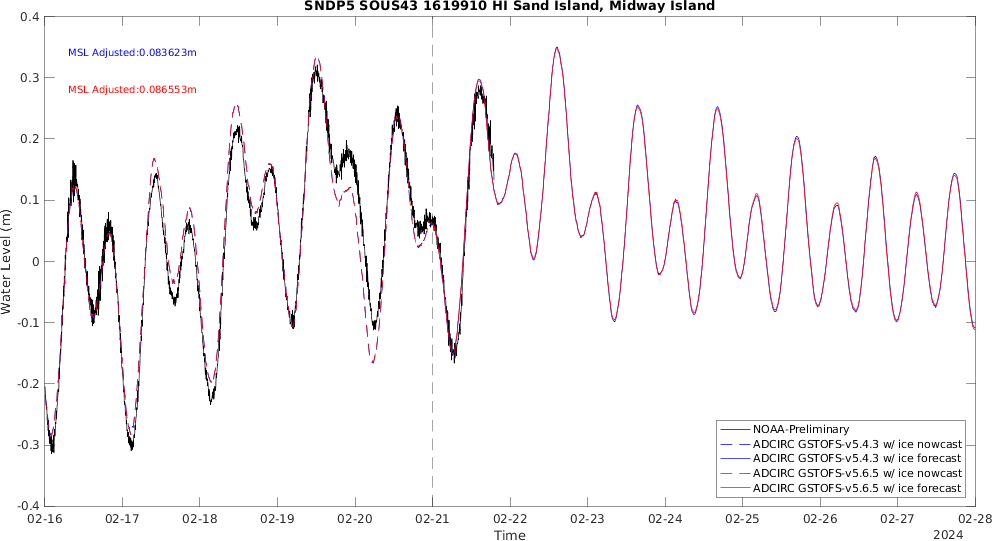 SNDP5 SOUS43 1619910 HI Sand Island, Midway Island
MSL Adjusted:0.083623m
MSL Adjusted:0.086553m
Water Level (m)
0.4
0.3
0.2
0.1
0
-0.1
-0.2
-0.3
-0.4
NOAA-Preliminary
ADCIRC GSTOFS-v5.4.3 w/ ice nowcast
ADCIRC GSTOFS-v5.4.3 w/ ice forecast
ADCIRC GSTOFS-v5.6.5 w/ ice nowcast
ADCIRC GSTOFS-v5.6.5 w/ ice forecast
02-16 02-17 02-18 02-19 02-20 02-21 02-22 02-23 02-24 02-25 02-26 02-27 02-28
Time
2024